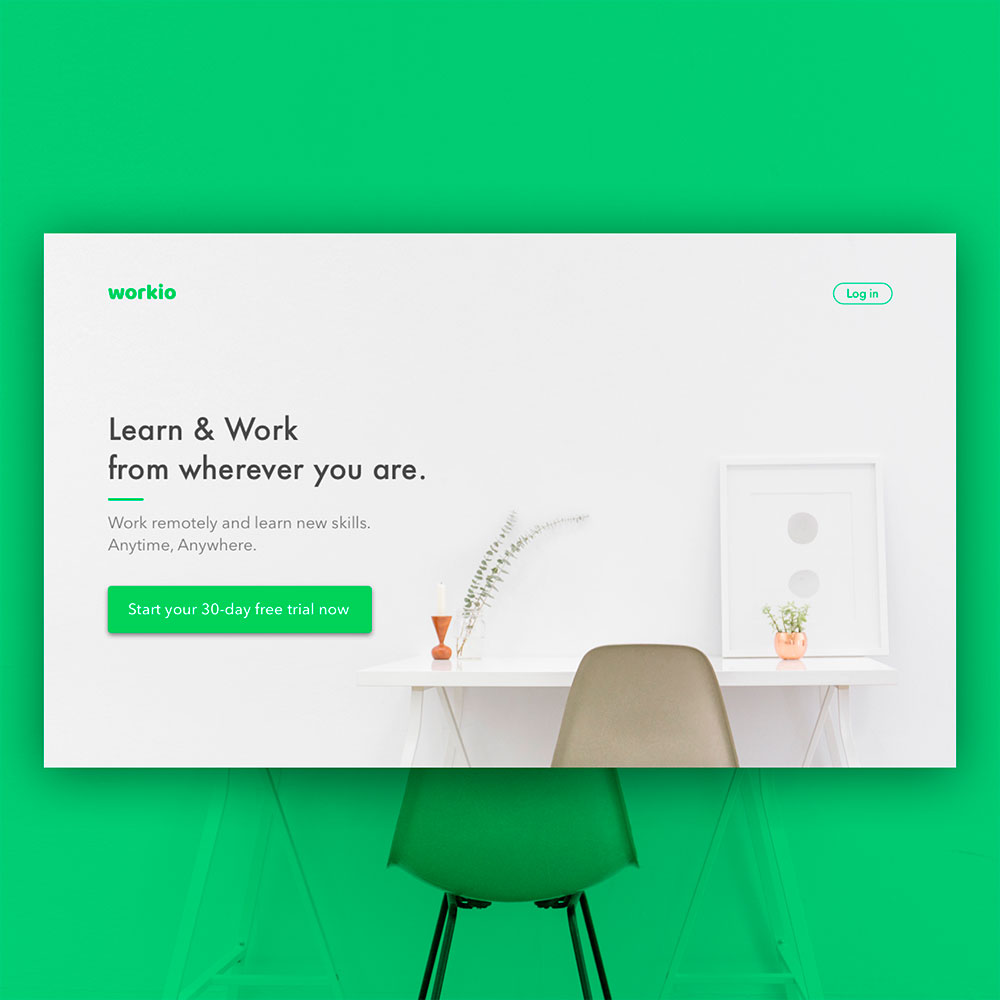 workio
Log in
Learn & Work
from wherever you are.
Work remotely and learn new skills.
Anytime, Anywhere.
Start your 30-day free trial now